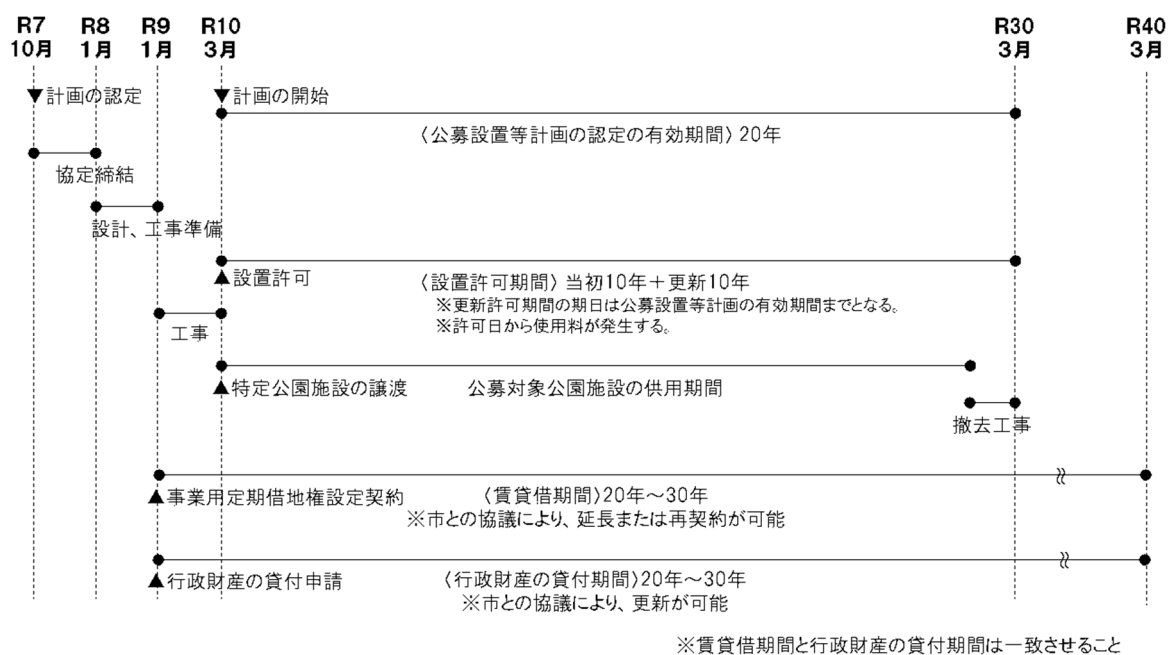 R7 R8 R9 R10 R30 R40
10月 1月 1月 3月 3月 3月
▼計画の認定 ▼計画の開始
〈公募設置等計画の認定の有効期間〉20年
協定締結
設計、工事準備
▲設置許可 〈設置許可期間〉当初10年＋更新10年
※更新許可期間の期日は公募設置等計画の有効期間までとなる。
※許可日から使用料が発生する。
工事
▲特定公園施設の譲渡 公募対象公園施設の供用期間
撤去工事
▲事業用定期借地権設定契約 〈賃貸借期間〉20年～30年
※市との協議により、延長または再契約が可能
▲行政財産の貸付申請 〈行政財産の貸付期間〉20年～30年
※市との協議により、更新が可能
※賃貸借期間と行政財産の貸付期間は一致させること